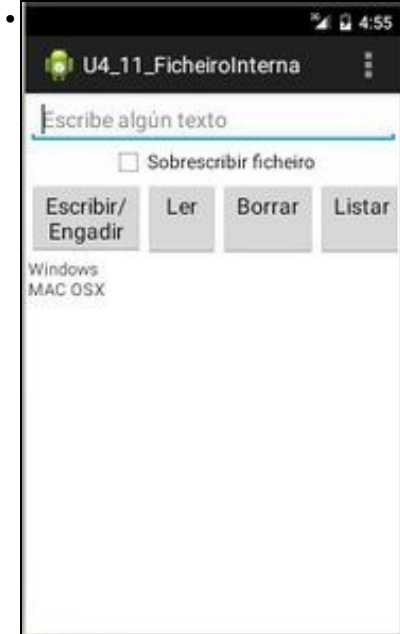 4:55
U4_11_FicheiroInterna
Escribe algún texto
Sobrescribir ficheiro
Escribir/
Engadir
Ler
Borrar
Listar
Windows
MAC OSX